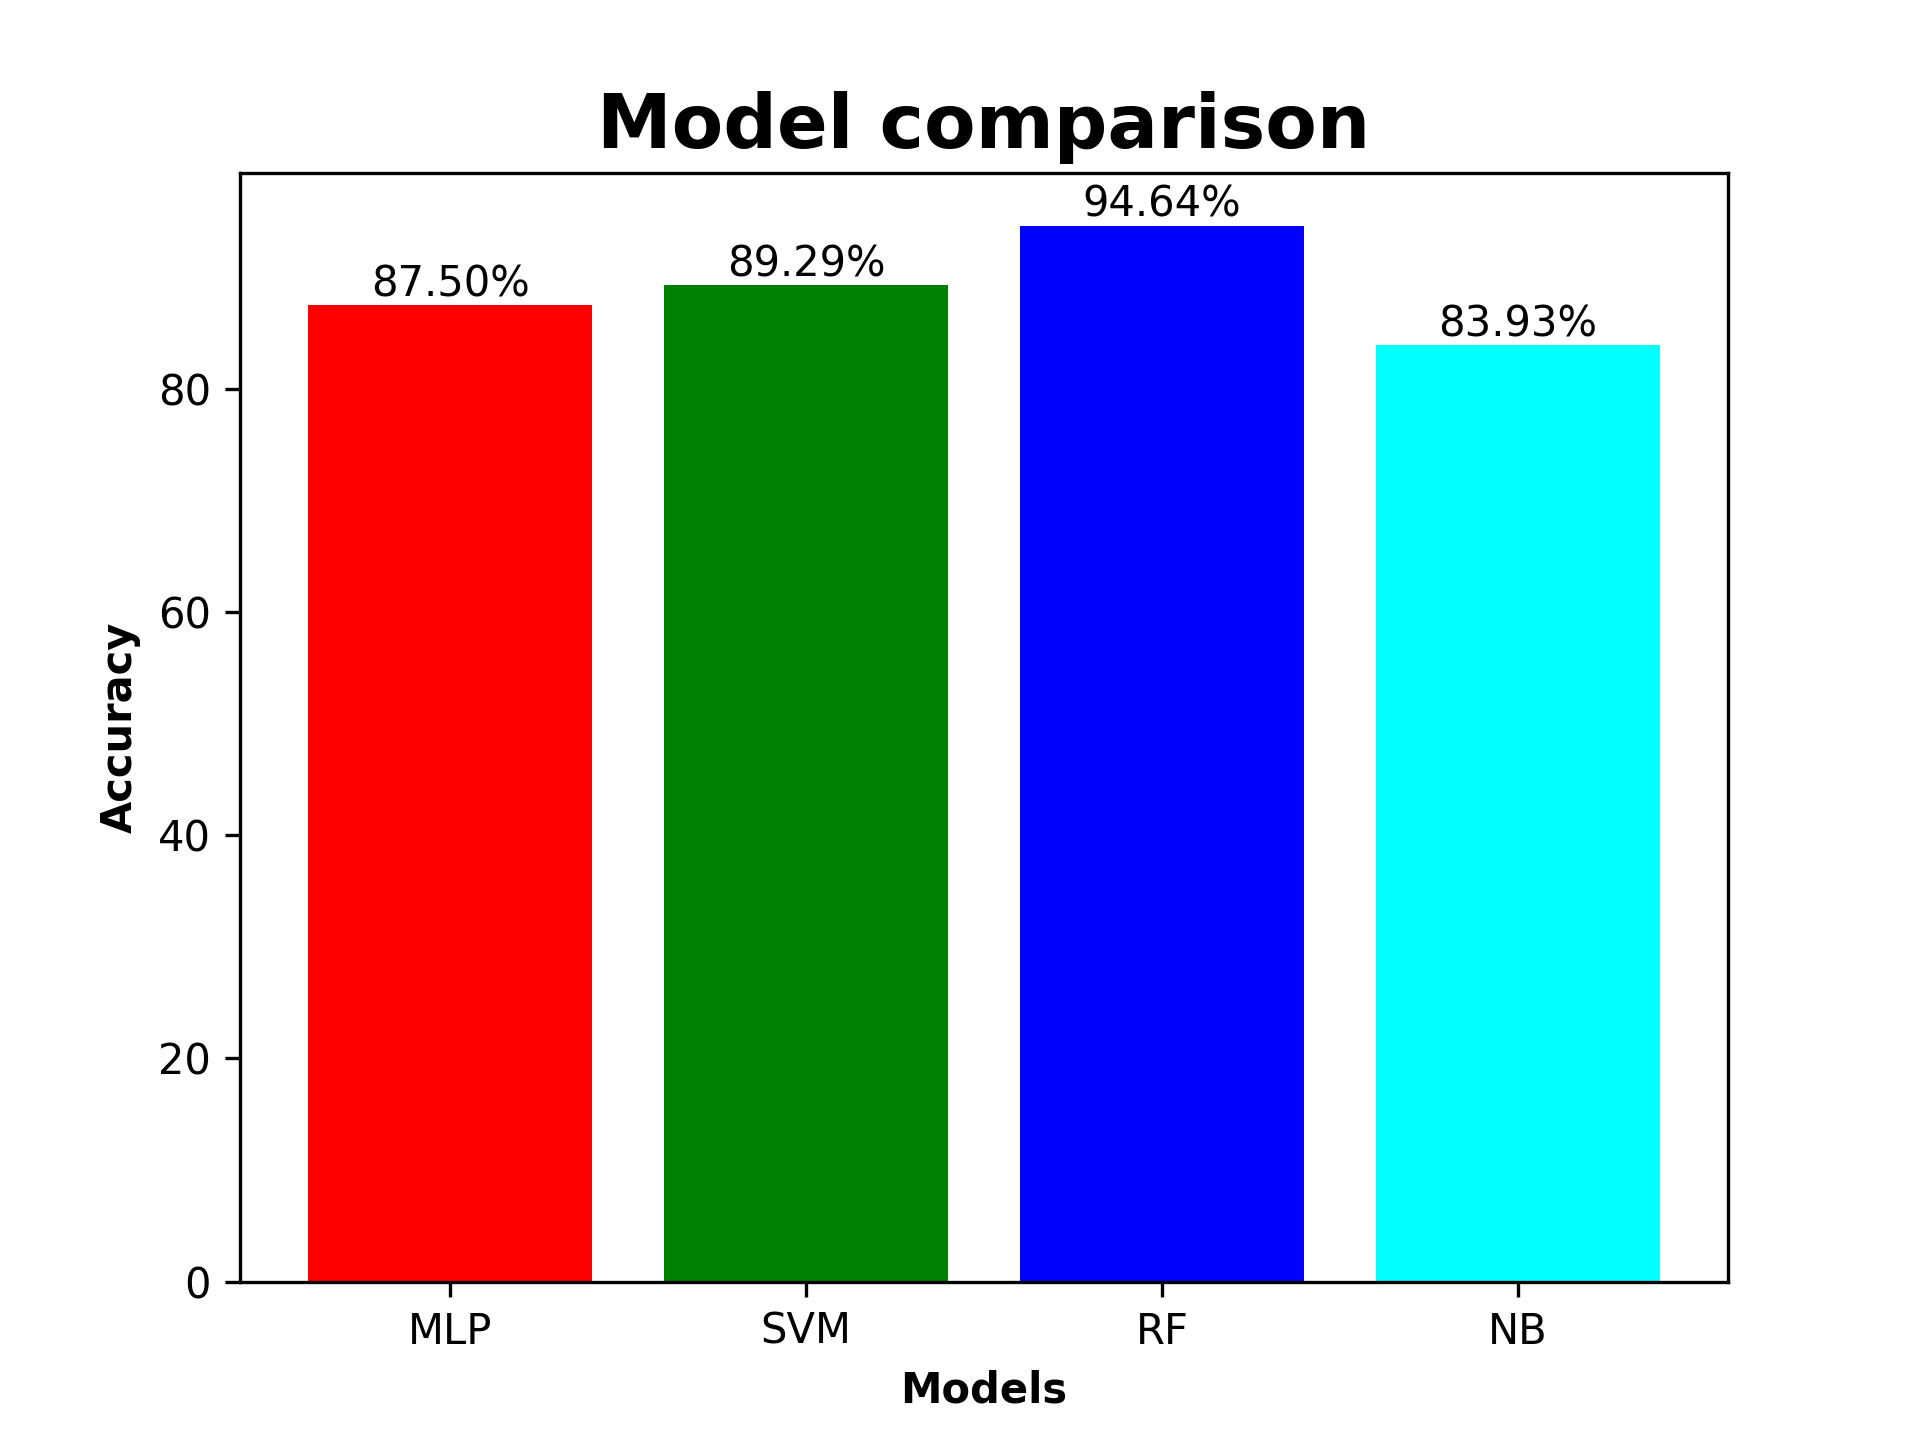 Model comparison
94.64%
89.29%
87.50%
83.93%
80
60
40
20
0
Accuracy
MLP SVM RF NB
Models